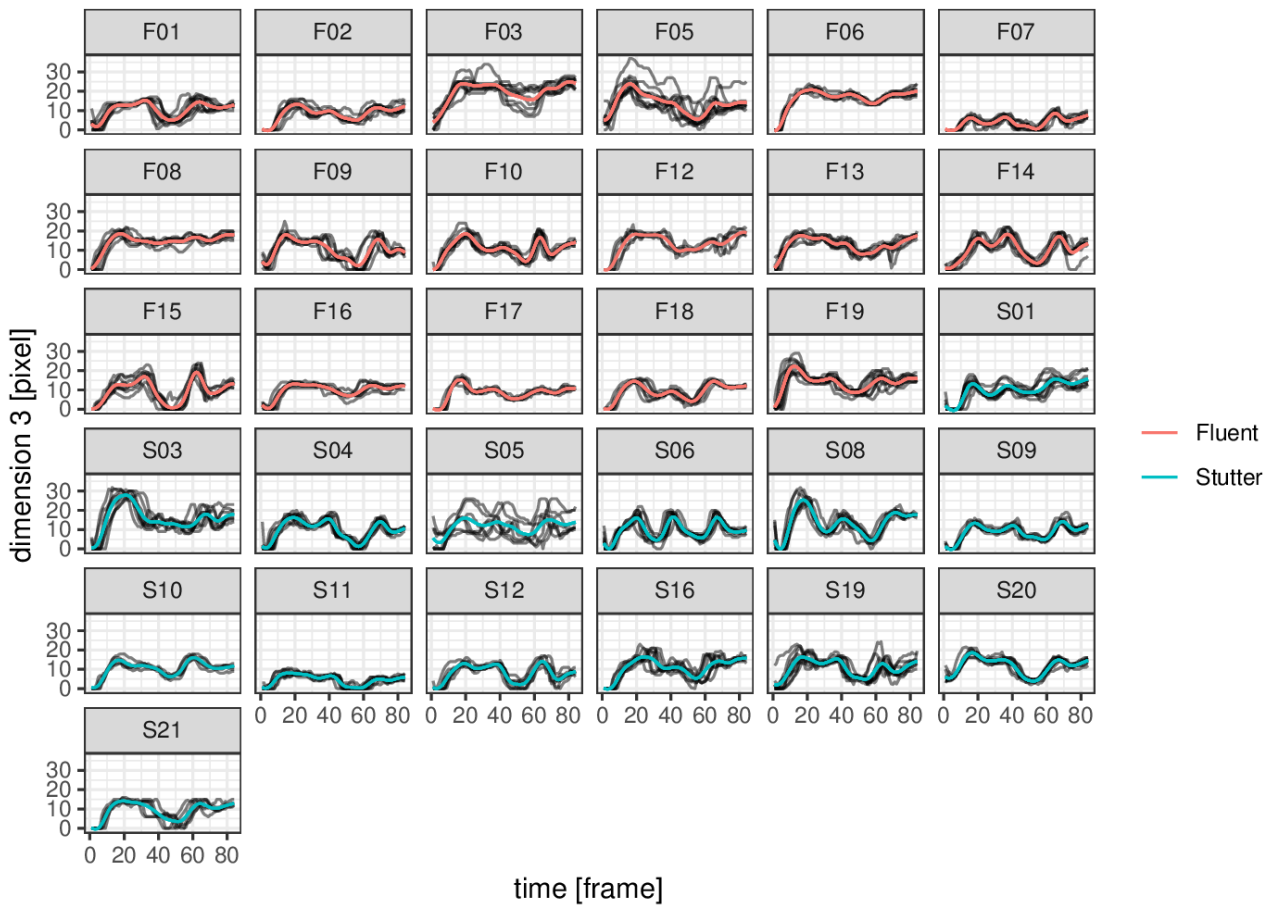 F01 F02 F03 F05 F06 F07
30
20
10
0
F08 F09 F10 F12 F13 F14
30
20
10
0
F15 F16 F17 F18 F19 S01
30
20
10
0
S03 S04 S05 S06 S08 S09
30
20
10
0
S10 S11 S12 S16 S19 S20
30
20
10
0
0 20 40 60 80 0 20 40 60 80 0 20 40 60 80 0 20 40 60 80 0 20 40 60 80
S21
30
20
10
0
0 20 40 60 80
time [frame]
dimension 3 [pixel]
Fluent
Stutter